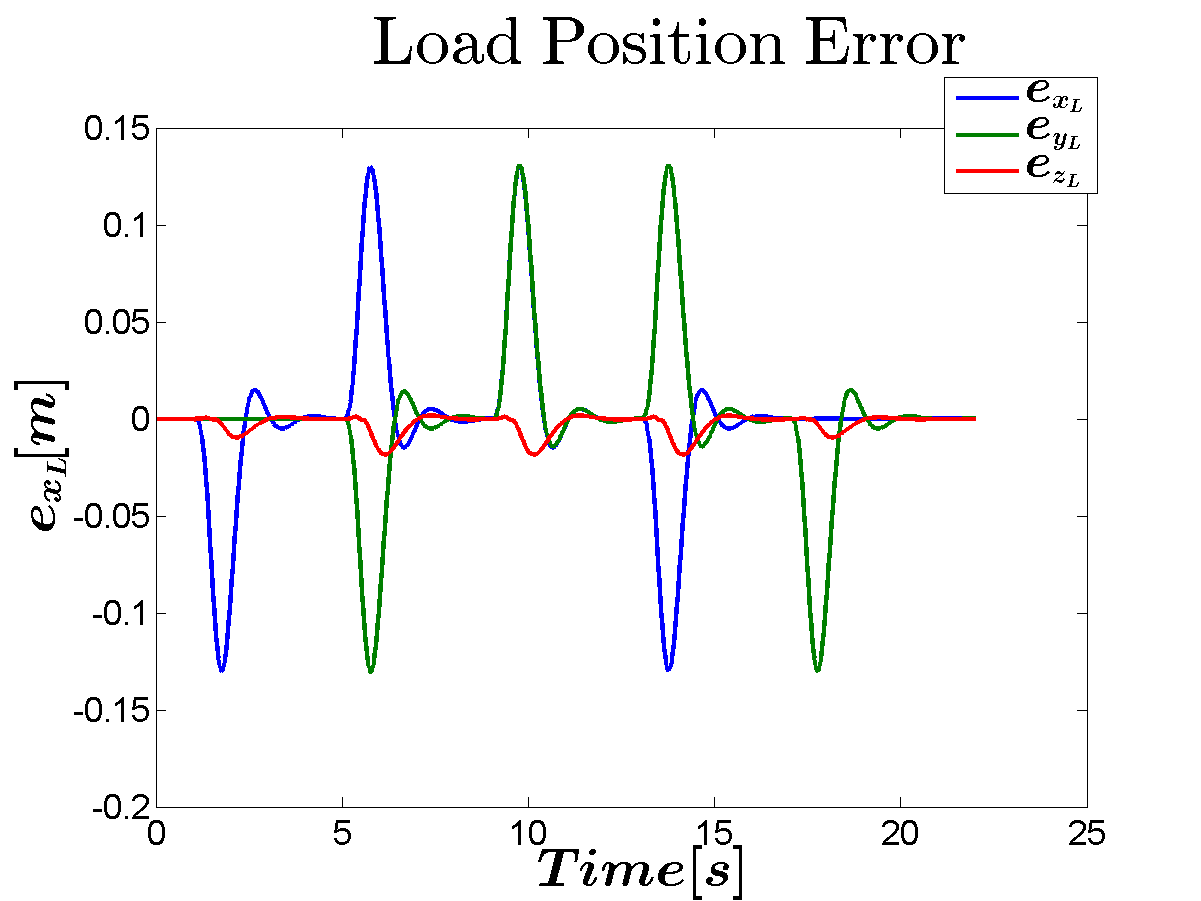 Load Position Error
e_{x_L}
e_{y_L}
e_{z_L}
0.15
0.1
0.05
0
-0.05
-0.1
-0.15
-0.2
e_{x_L}[m]
0 5 10 15 20 25
Time[s]